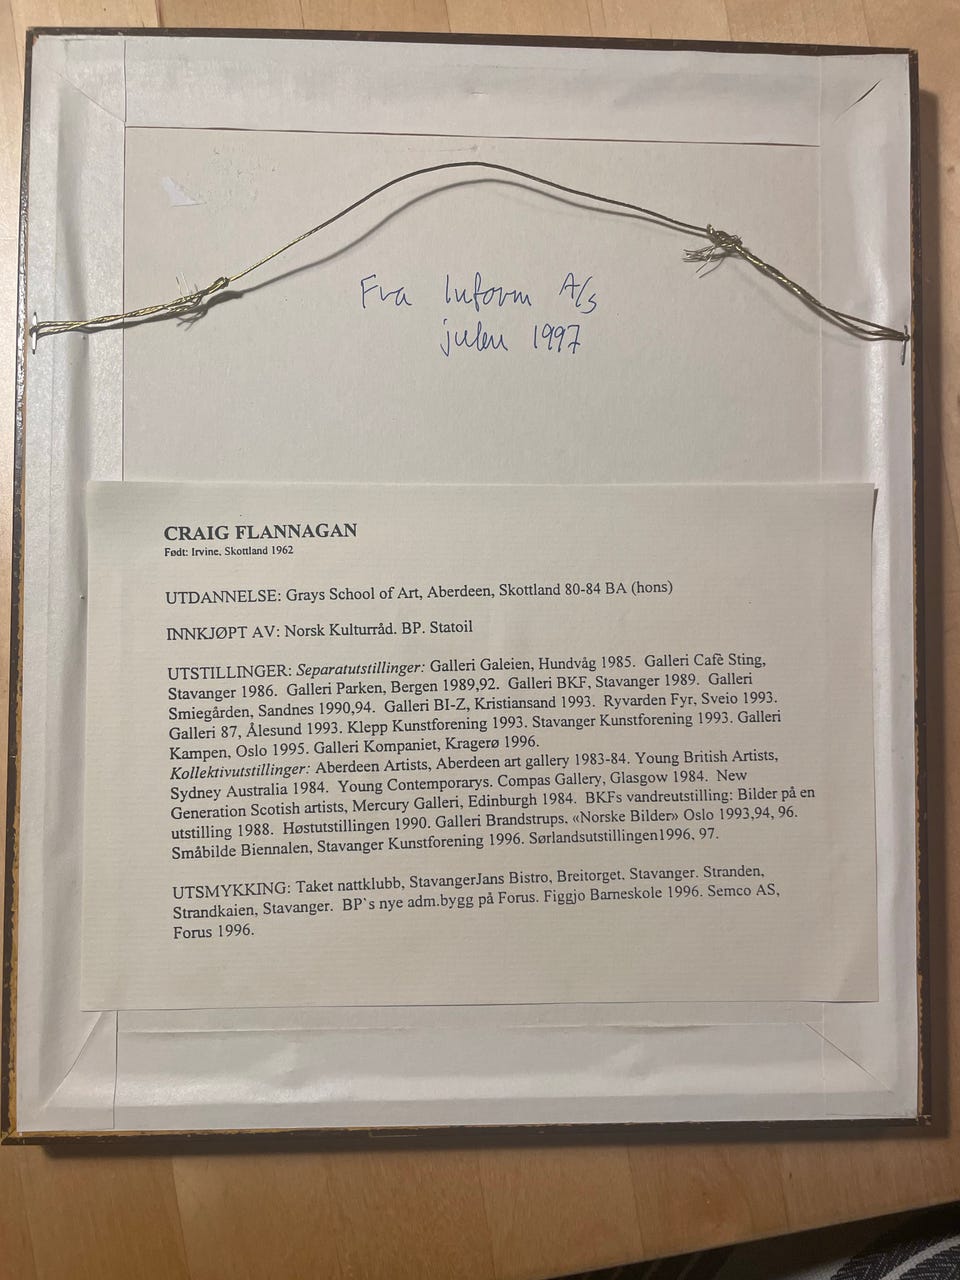 Fra Inform A/S
julen 1997
CRAIG FLANNAGAN
Født: Irvine, Skottland 1962
UTDANNELSE: Grays School of Art, Aberdeen, Skottland 80-84 BA (hons)
INNKJØPT AV: Norsk Kulturråd. BP. Statoil
UTSTILLINGER: Separatutstillinger: Galleri Galeien, Hundvåg 1985. Galleri Cafè Sting,
Stavanger 1986. Galleri Parken, Bergen 1989,92. Galleri BKF, Stavanger 1989. Galleri
Smiegården, Sandnes 1990,94. Galleri BI-Z, Kristiansand 1993. Ryvarden Fyr, Sveio 1993.
Galleri 87, Ålesund 1993. Klepp Kunstforening 1993. Stavanger Kunstforening 1993. Galleri
Kampen, Oslo 1995. Galleri Kompaniet, Kragerø 1996.
Kollektivutstillinger: Aberdeen Artists, Aberdeen art gallery 1983-84. Young British Artists,
Sydney Australia 1984. Young Contemporarys. Compas Gallery, Glasgow 1984. New
Generation Scotish artists, Mercury Galleri, Edinburgh 1984. BKFs vandreutstilling: Bilder på en
utstilling 1988. Høstutstillingen 1990. Galleri Brandstrups, «Norske Bilder» Oslo 1993,94, 96.
Småbilde Biennalen, Stavanger Kunstforening 1996. Sørlandsutstillingen1996, 97.
UTSMYKKING: Taket nattklubb, StavangerJans Bistro, Breitorget. Stavanger. Stranden,
Strandkaien, Stavanger. BP`s nye adm.bygg på Forus. Figgjo Barneskole 1996. Semco AS,
Forus 1996.